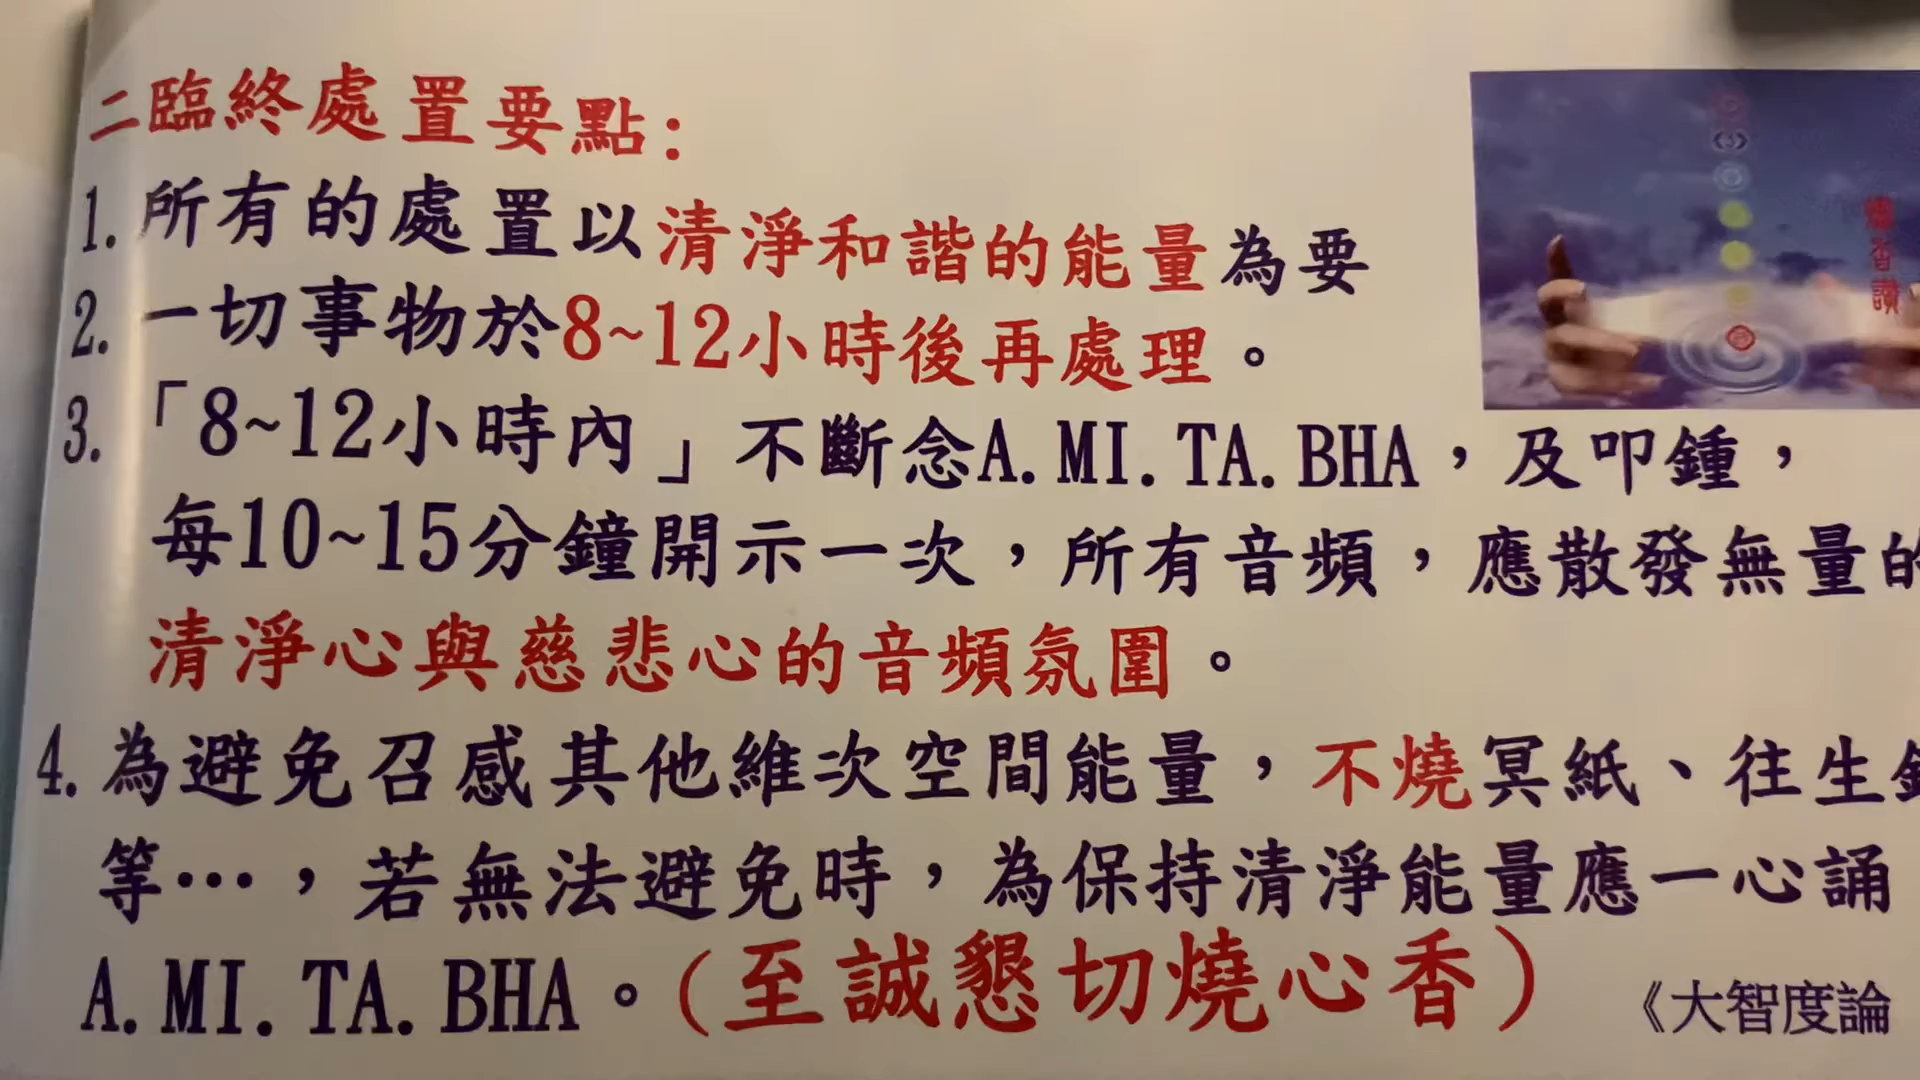 二臨終處置要點:
1. 所有的處置以清淨和諧的能量為要
2. 一切事物於8~12小時後再處理。
3. 「8~12小時內」不斷念A.MI.TA.BHA，及叩鍾，
每10~15分鐘開示一次，所有音頻，應散發無量的
清淨心與慈悲心的音頻氛圍。
4. 為避免召感其他維次空間能量，不燒冥紙、往生
等…，若無法避免時，為保持清淨能量應一心誦
A.MI.TA.BHA。(至誠懇切燒心香)
《大智度論